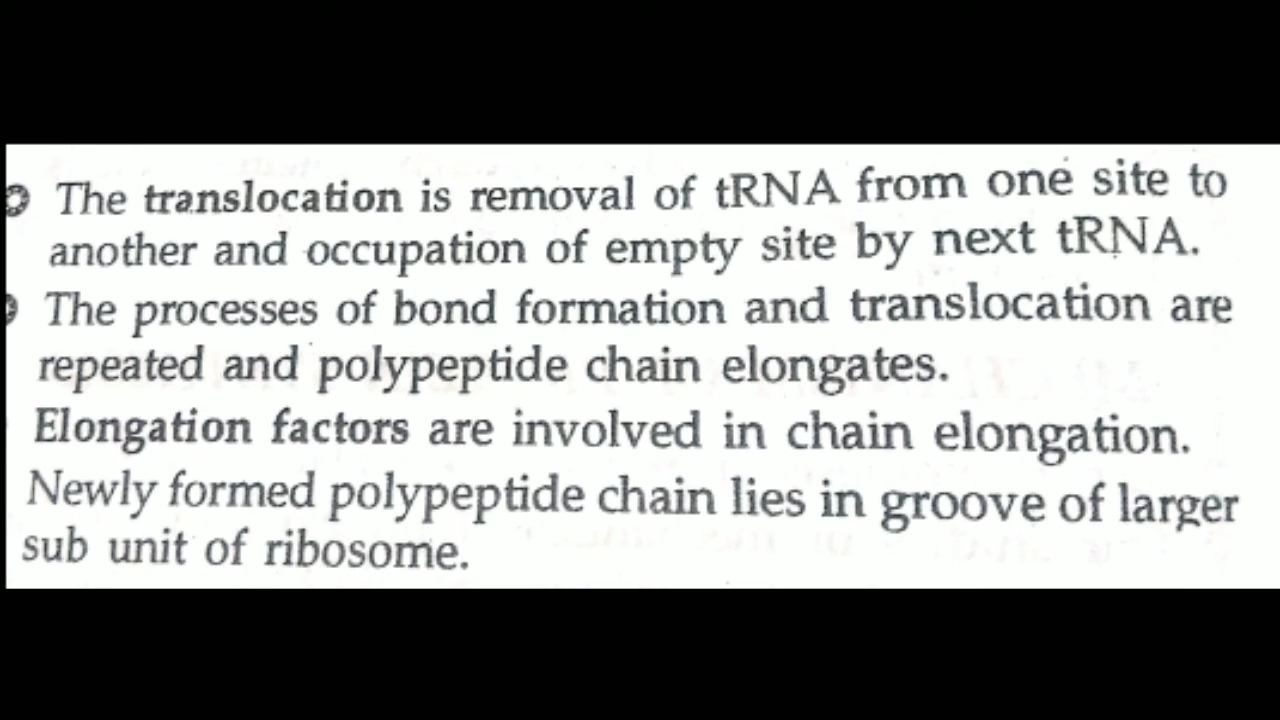 The translocation is removal of tRNA from one site to
another and occupation of empty site by next tRNA.
The processes of bond formation and translocation are
repeated and polypeptide chain elongates.
Elongation factors are involved in chain elongation.
Newly formed polypeptide chain lies in groove of larger
sub unit of ribosome.